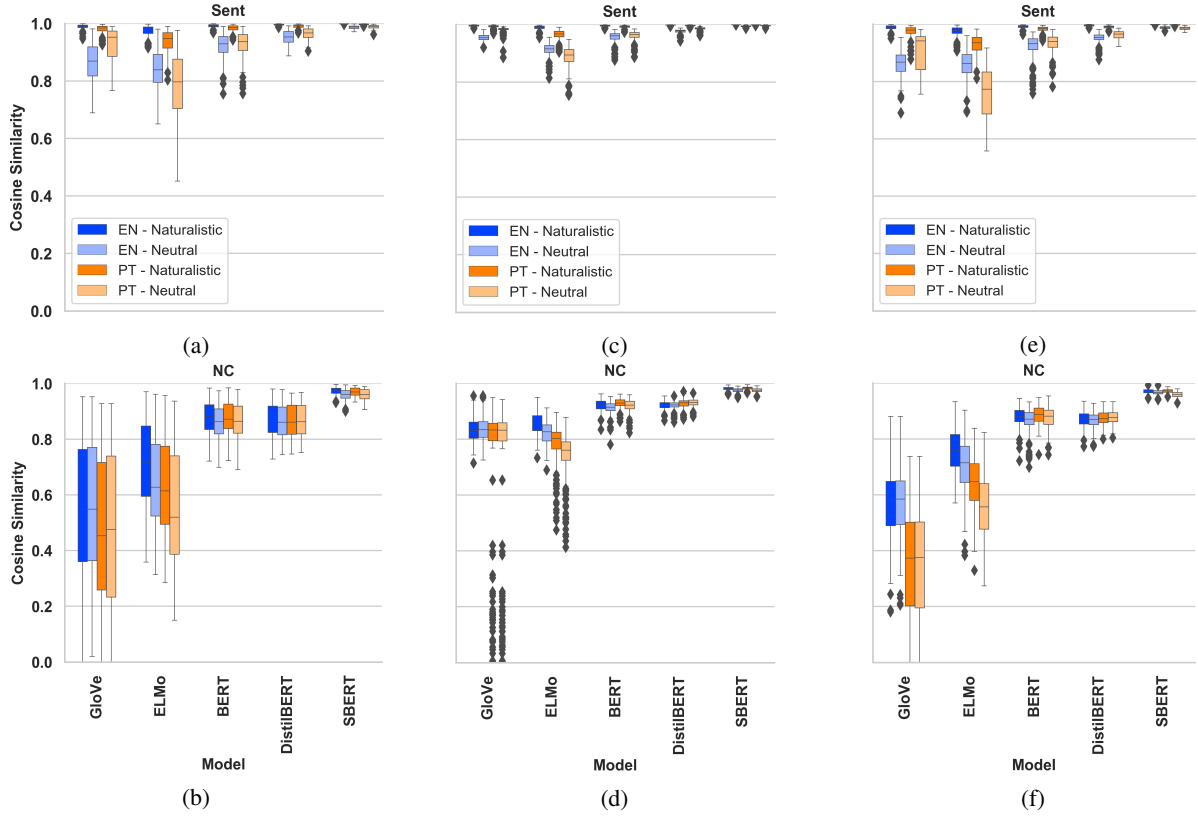 Sent
Cosine Similarity
1.0
0.8
0.6
0.4
0.2
0.0
EN - Naturalistic
EN - Neutral
PT - Naturalistic
PT - Neutral
(a)
Sent
EN - Naturalistic
EN - Neutral
PT - Naturalistic
PT - Neutral
(c)
Sent
EN - Naturalistic
EN - Neutral
PT - Naturalistic
PT - Neutral
(e)
NC
Cosine Similarity
1.0
0.8
0.6
0.4
0.2
0.0
GloVe
ELMo
BERT
DistilBERT
SBERT
Model
(b)
NC
GloVe
ELMo
BERT
DistilBERT
SBERT
Model
(d)
NC
GloVe
ELMo
BERT
DistilBERT
SBERT
Model
(f)